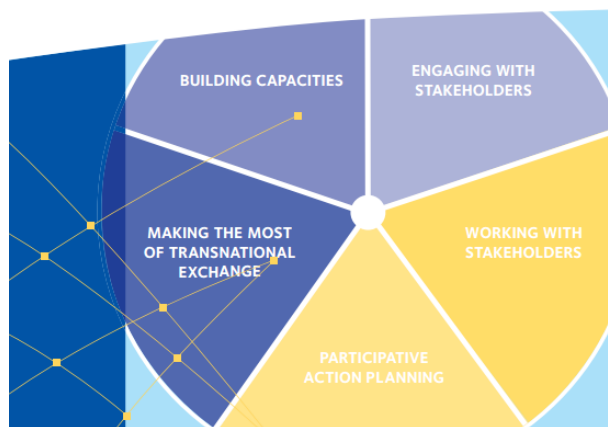 BUILDING CAPACITIES
ENGAGING WITH
STAKEHOLDERS
MAKING THE MOST
OF TRANSNATIONAL
EXCHANGE
WORKING WITH
STAKEHOLDERS
PARTICIPATIVE
ACTION PLANNING